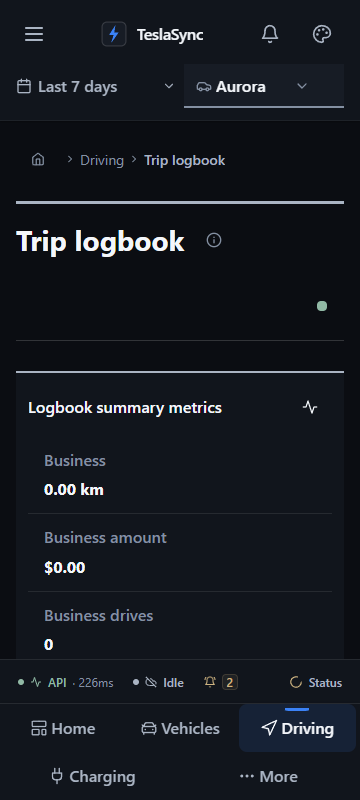 TeslaSync
Last 7 days
Aurora
Driving
Trip logbook
Trip logbook
Logbook summary metrics
Business
0.00 km
Business amount
$0.00
Business drives
0
API · 226ms
Idle
2
Status
Home
Vehicles
Driving
Charging
More